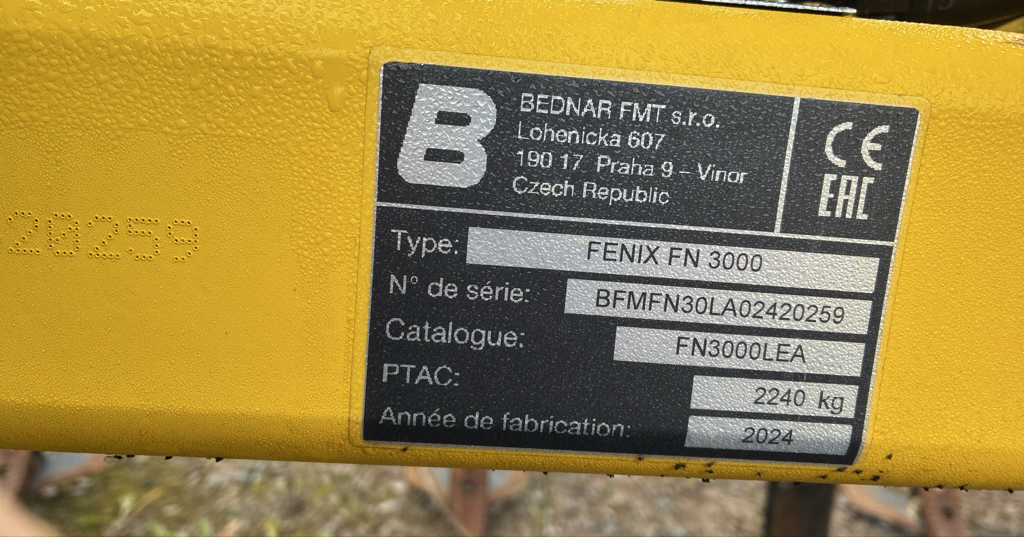 B
BEDNAR FMT s.r.o.
Lohenicka 607
190 17 Praha 9 – Vinor
Czech Republic
CE
EAC
Type: FENIX FN 3000
N° de série: BFMFN30LA02420259
Catalogue: FN3000LEA
PTAC: 2240 kg
Année de fabrication: 2024
20259